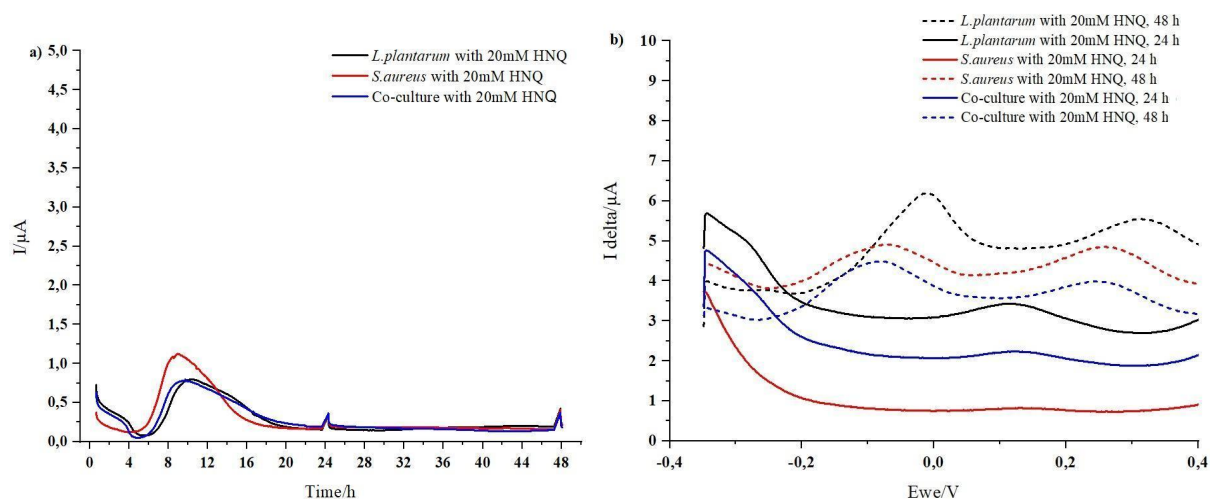 a)
L.plantarum with 20mM HNQ
S.aureus with 20mM HNQ
Co-culture with 20mM HNQ
5,0
4,5
4,0
3,5
3,0
2,5
2,0
1,5
1,0
0,5
0,0
I/µA
0 4 8 12 16 20 24 28 32 36 40 44 48
Time/h
b)
L.plantarum with 20mM HNQ, 48 h
L.plantarum with 20mM HNQ, 24 h
S.aureus with 20mM HNQ, 24 h
S.aureus with 20mM HNQ, 48 h
Co-culture with 20mM HNQ, 24 h
Co-culture with 20mM HNQ, 48 h
10
9
8
7
6
5
4
3
2
1
0
I delta/µA
-0,4 -0,2 0,0 0,2 0,4
Ewe/V